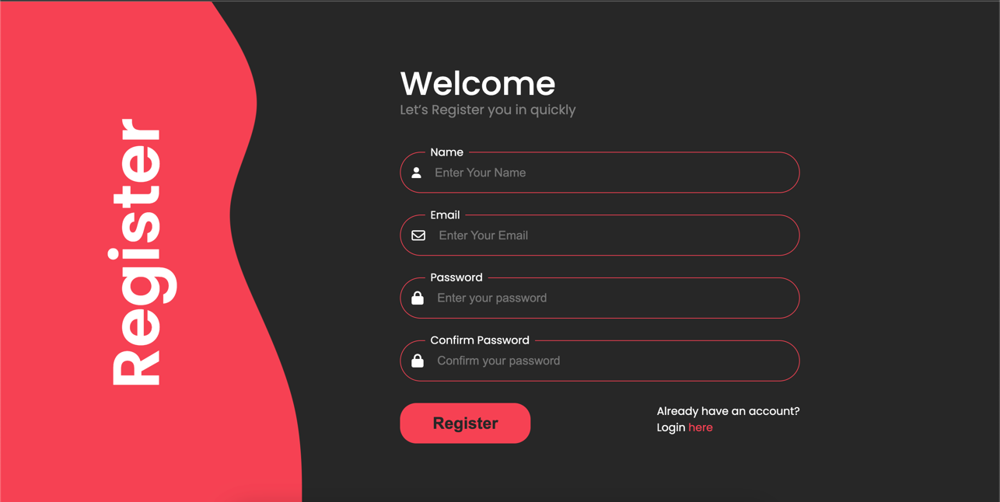 Register
Welcome
Let’s Register you in quickly
Name
Enter Your Name
Email
Enter Your Email
Password
Enter your password
Confirm Password
Confirm your password
Register
Already have an account?
Login here